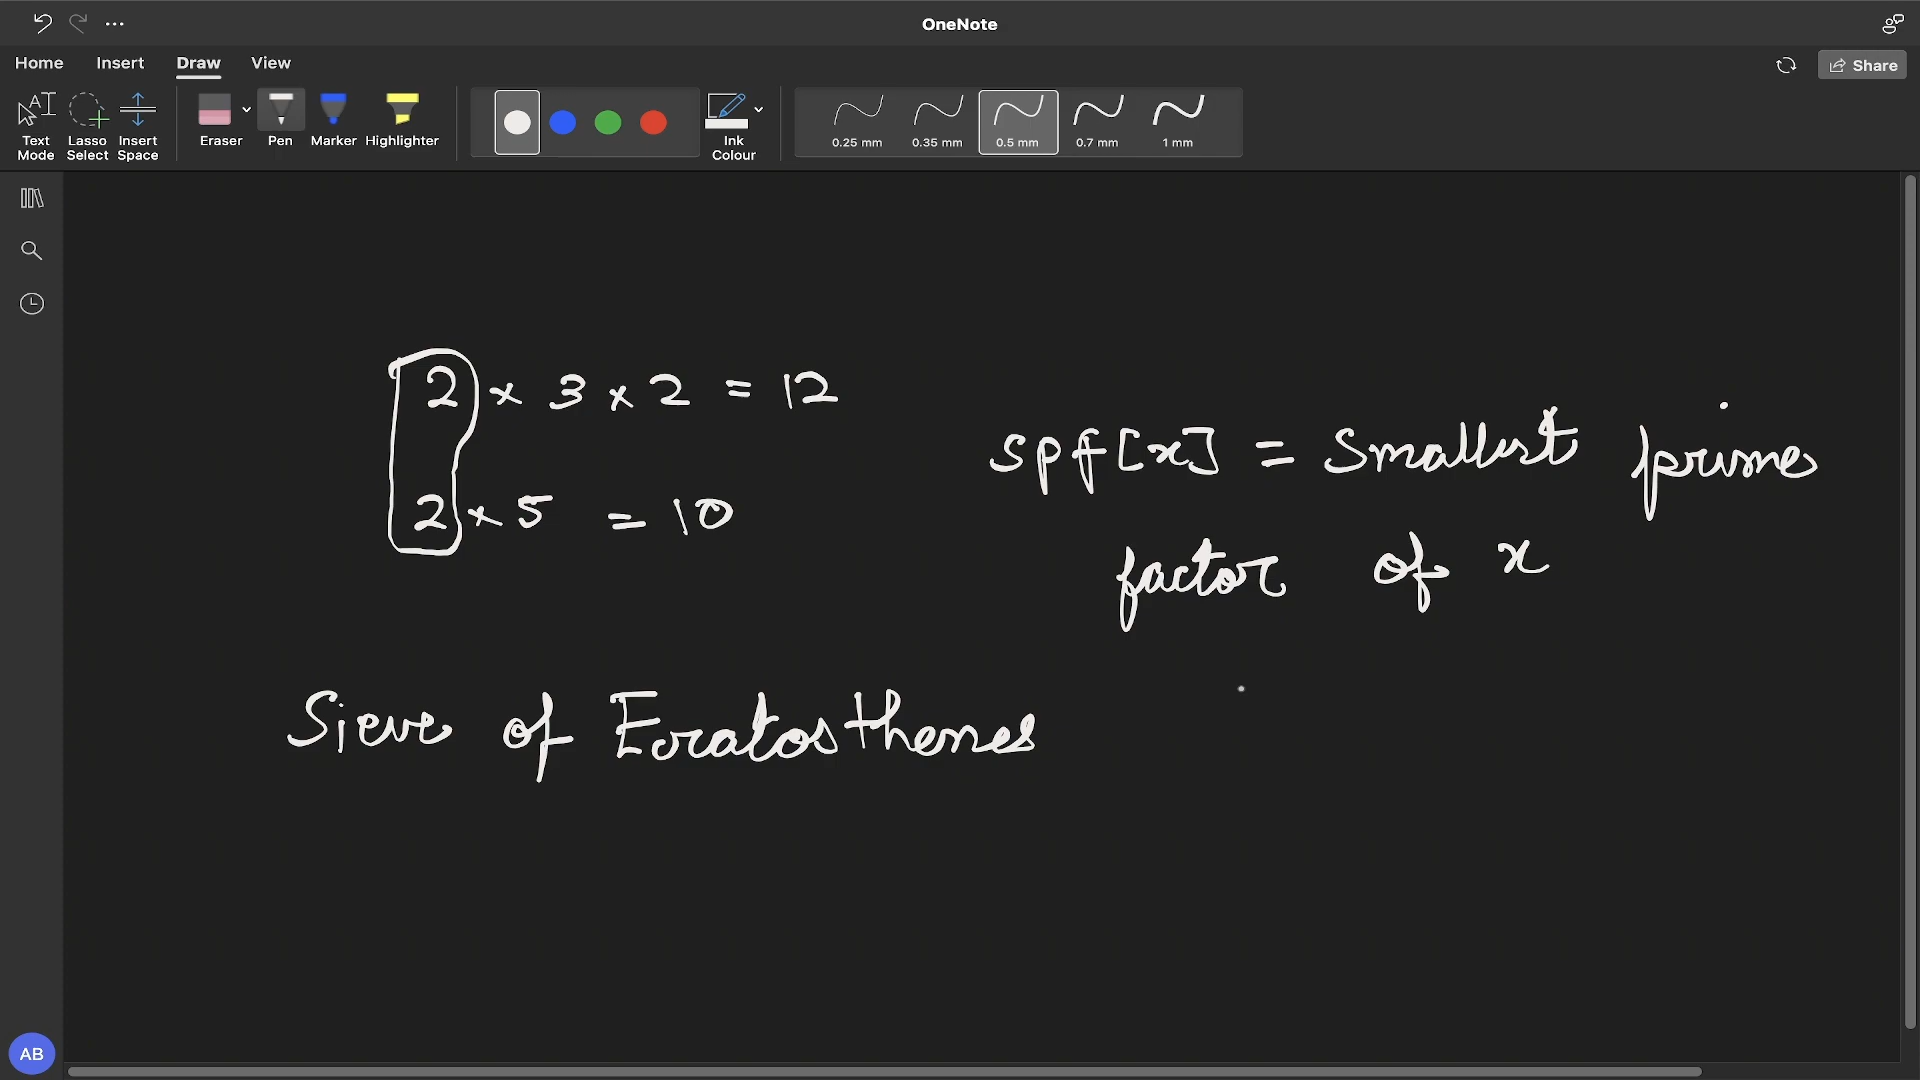 OneNote
Home Insert Draw View
Share
Text Mode
Lasso Select
Insert Space
Eraser
Pen
Marker
Highlighter
Ink Colour
0.25 mm
0.35 mm
0.5 mm
0.7 mm
1 mm
2 × 3 × 2 = 12
2 × 5 = 10
spf[x] = Smallest prime
factor of x
Sieve of Eratosthenes
AB